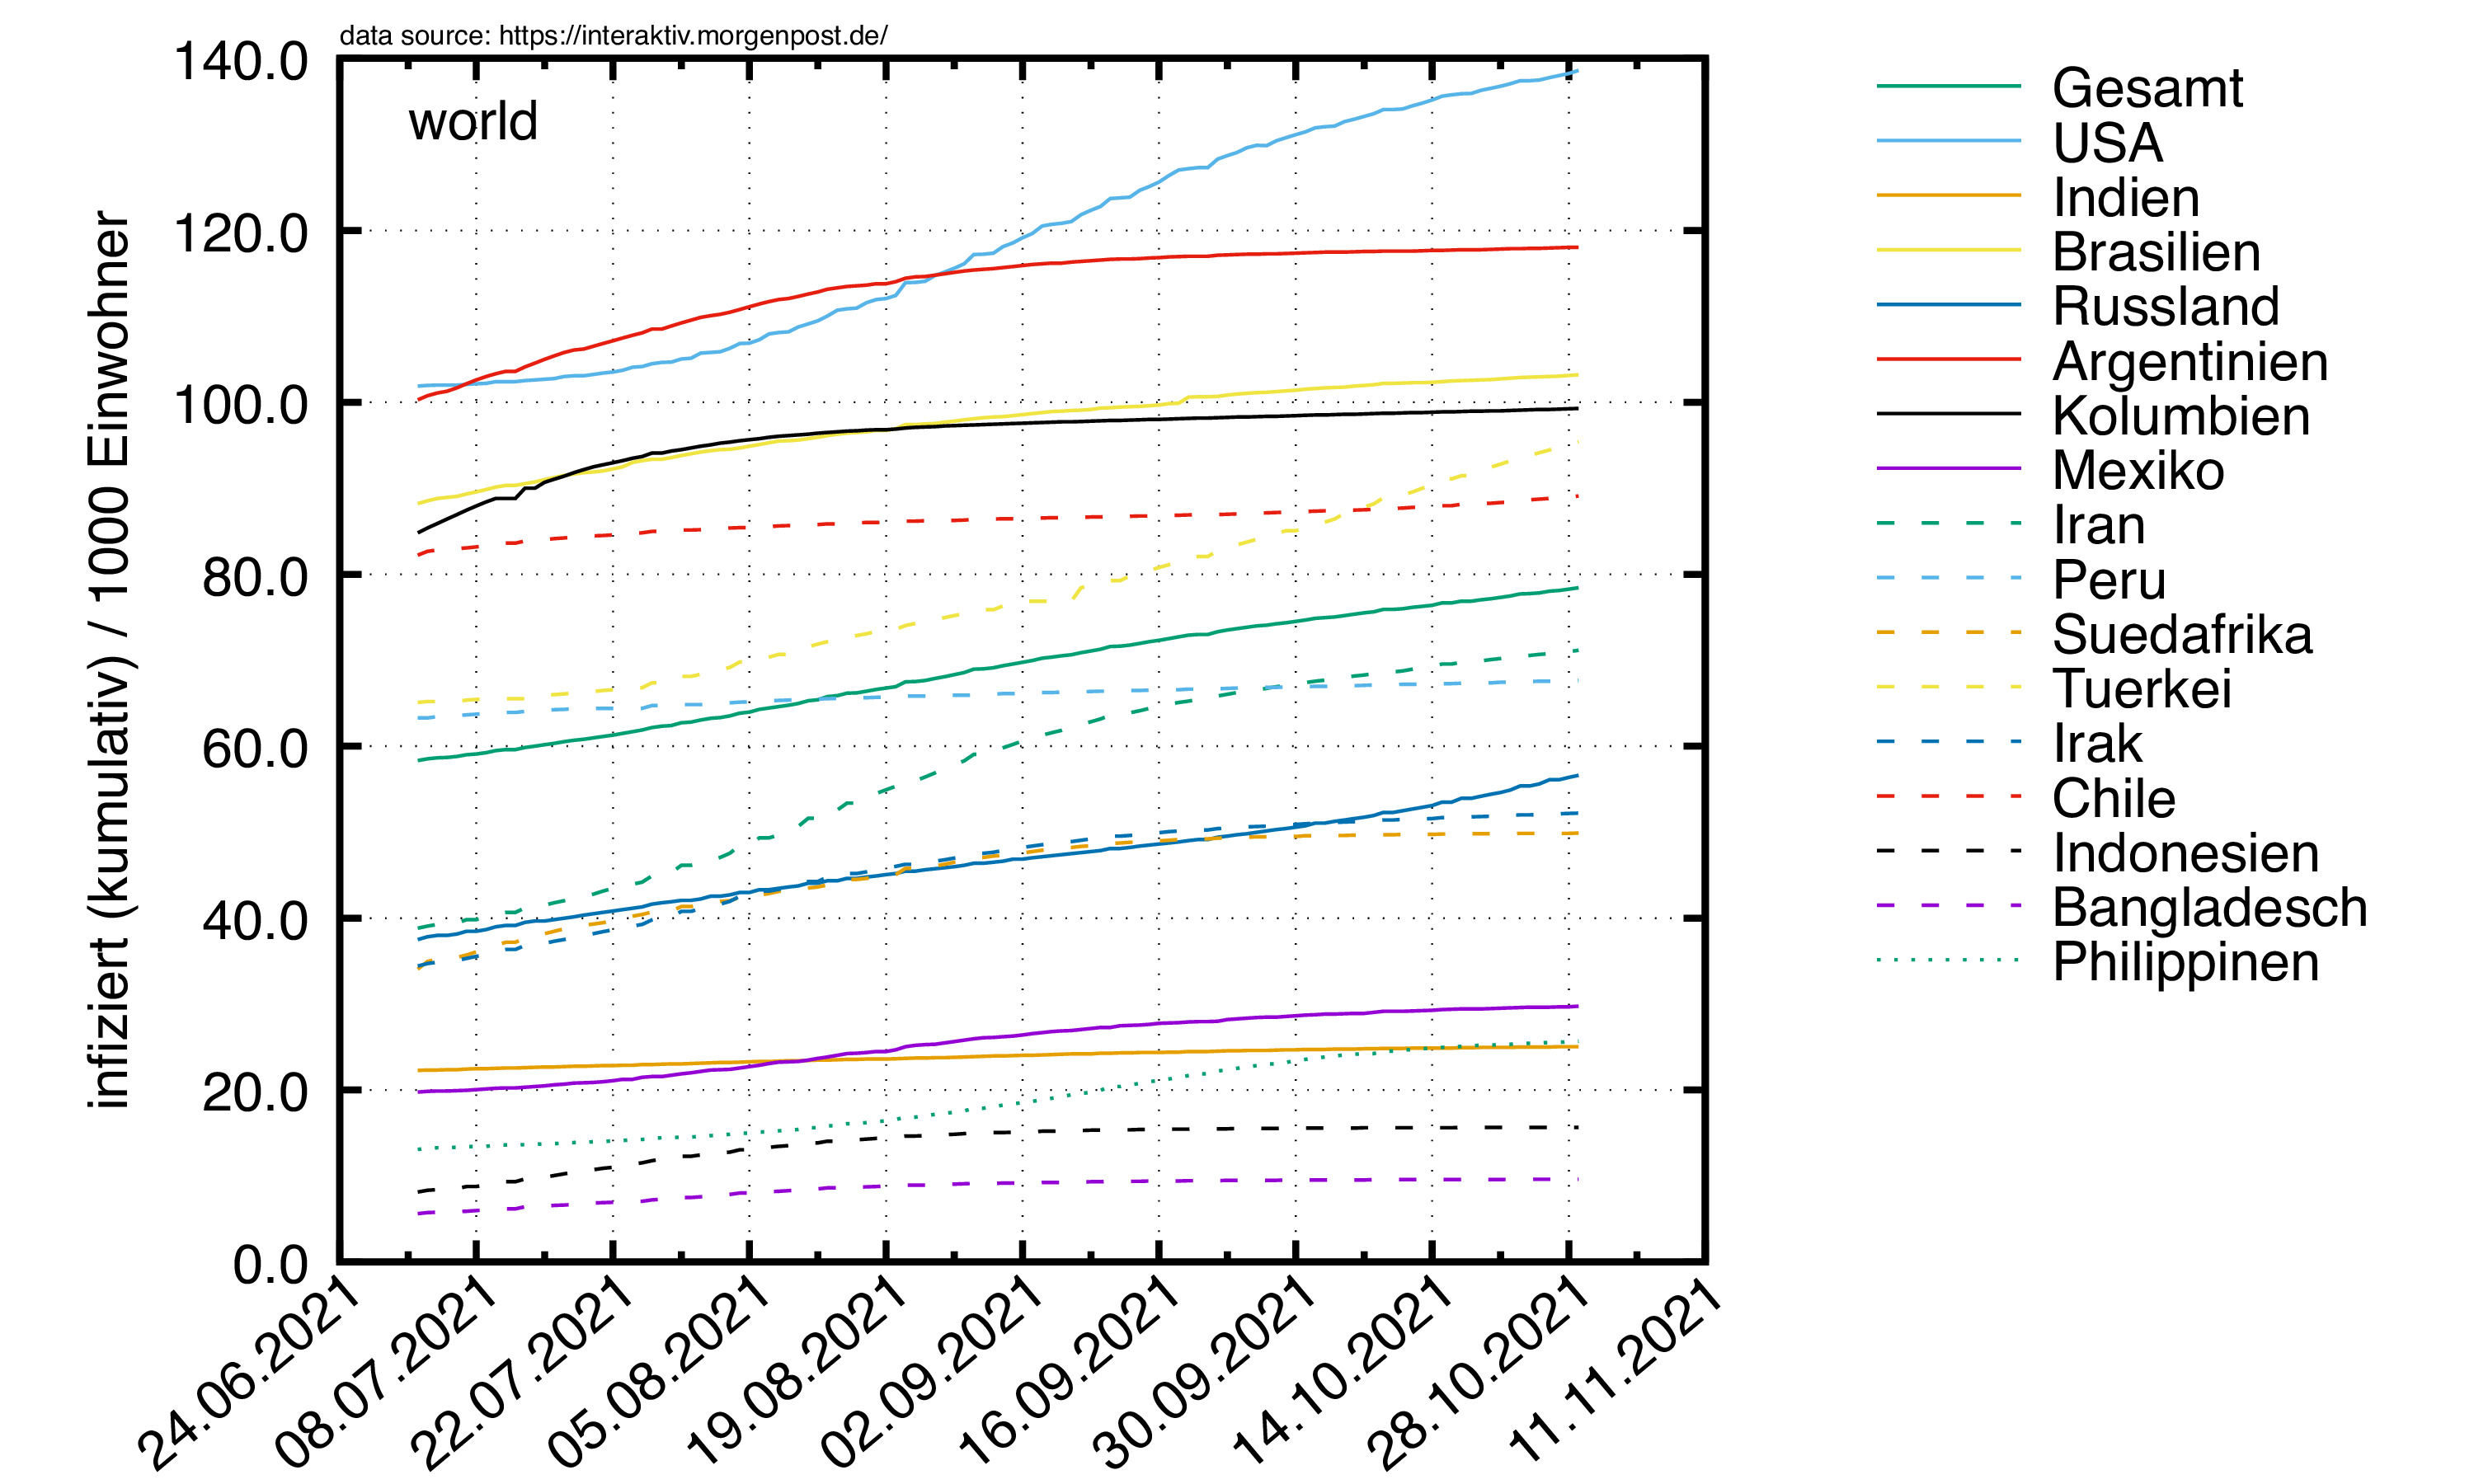 data source: https://interaktiv.morgenpost.de/
world
infiziert (kumulativ) / 1000 Einwohner
140.0
120.0
100.0
80.0
60.0
40.0
20.0
0.0
24.06.2021
08.07.2021
22.07.2021
05.08.2021
19.08.2021
02.09.2021
16.09.2021
30.09.2021
14.10.2021
28.10.2021
11.11.2021
Gesamt
USA
Indien
Brasilien
Russland
Argentinien
Kolumbien
Mexiko
Iran
Peru
Suedafrika
Tuerkei
Irak
Chile
Indonesien
Bangladesch
Philippinen